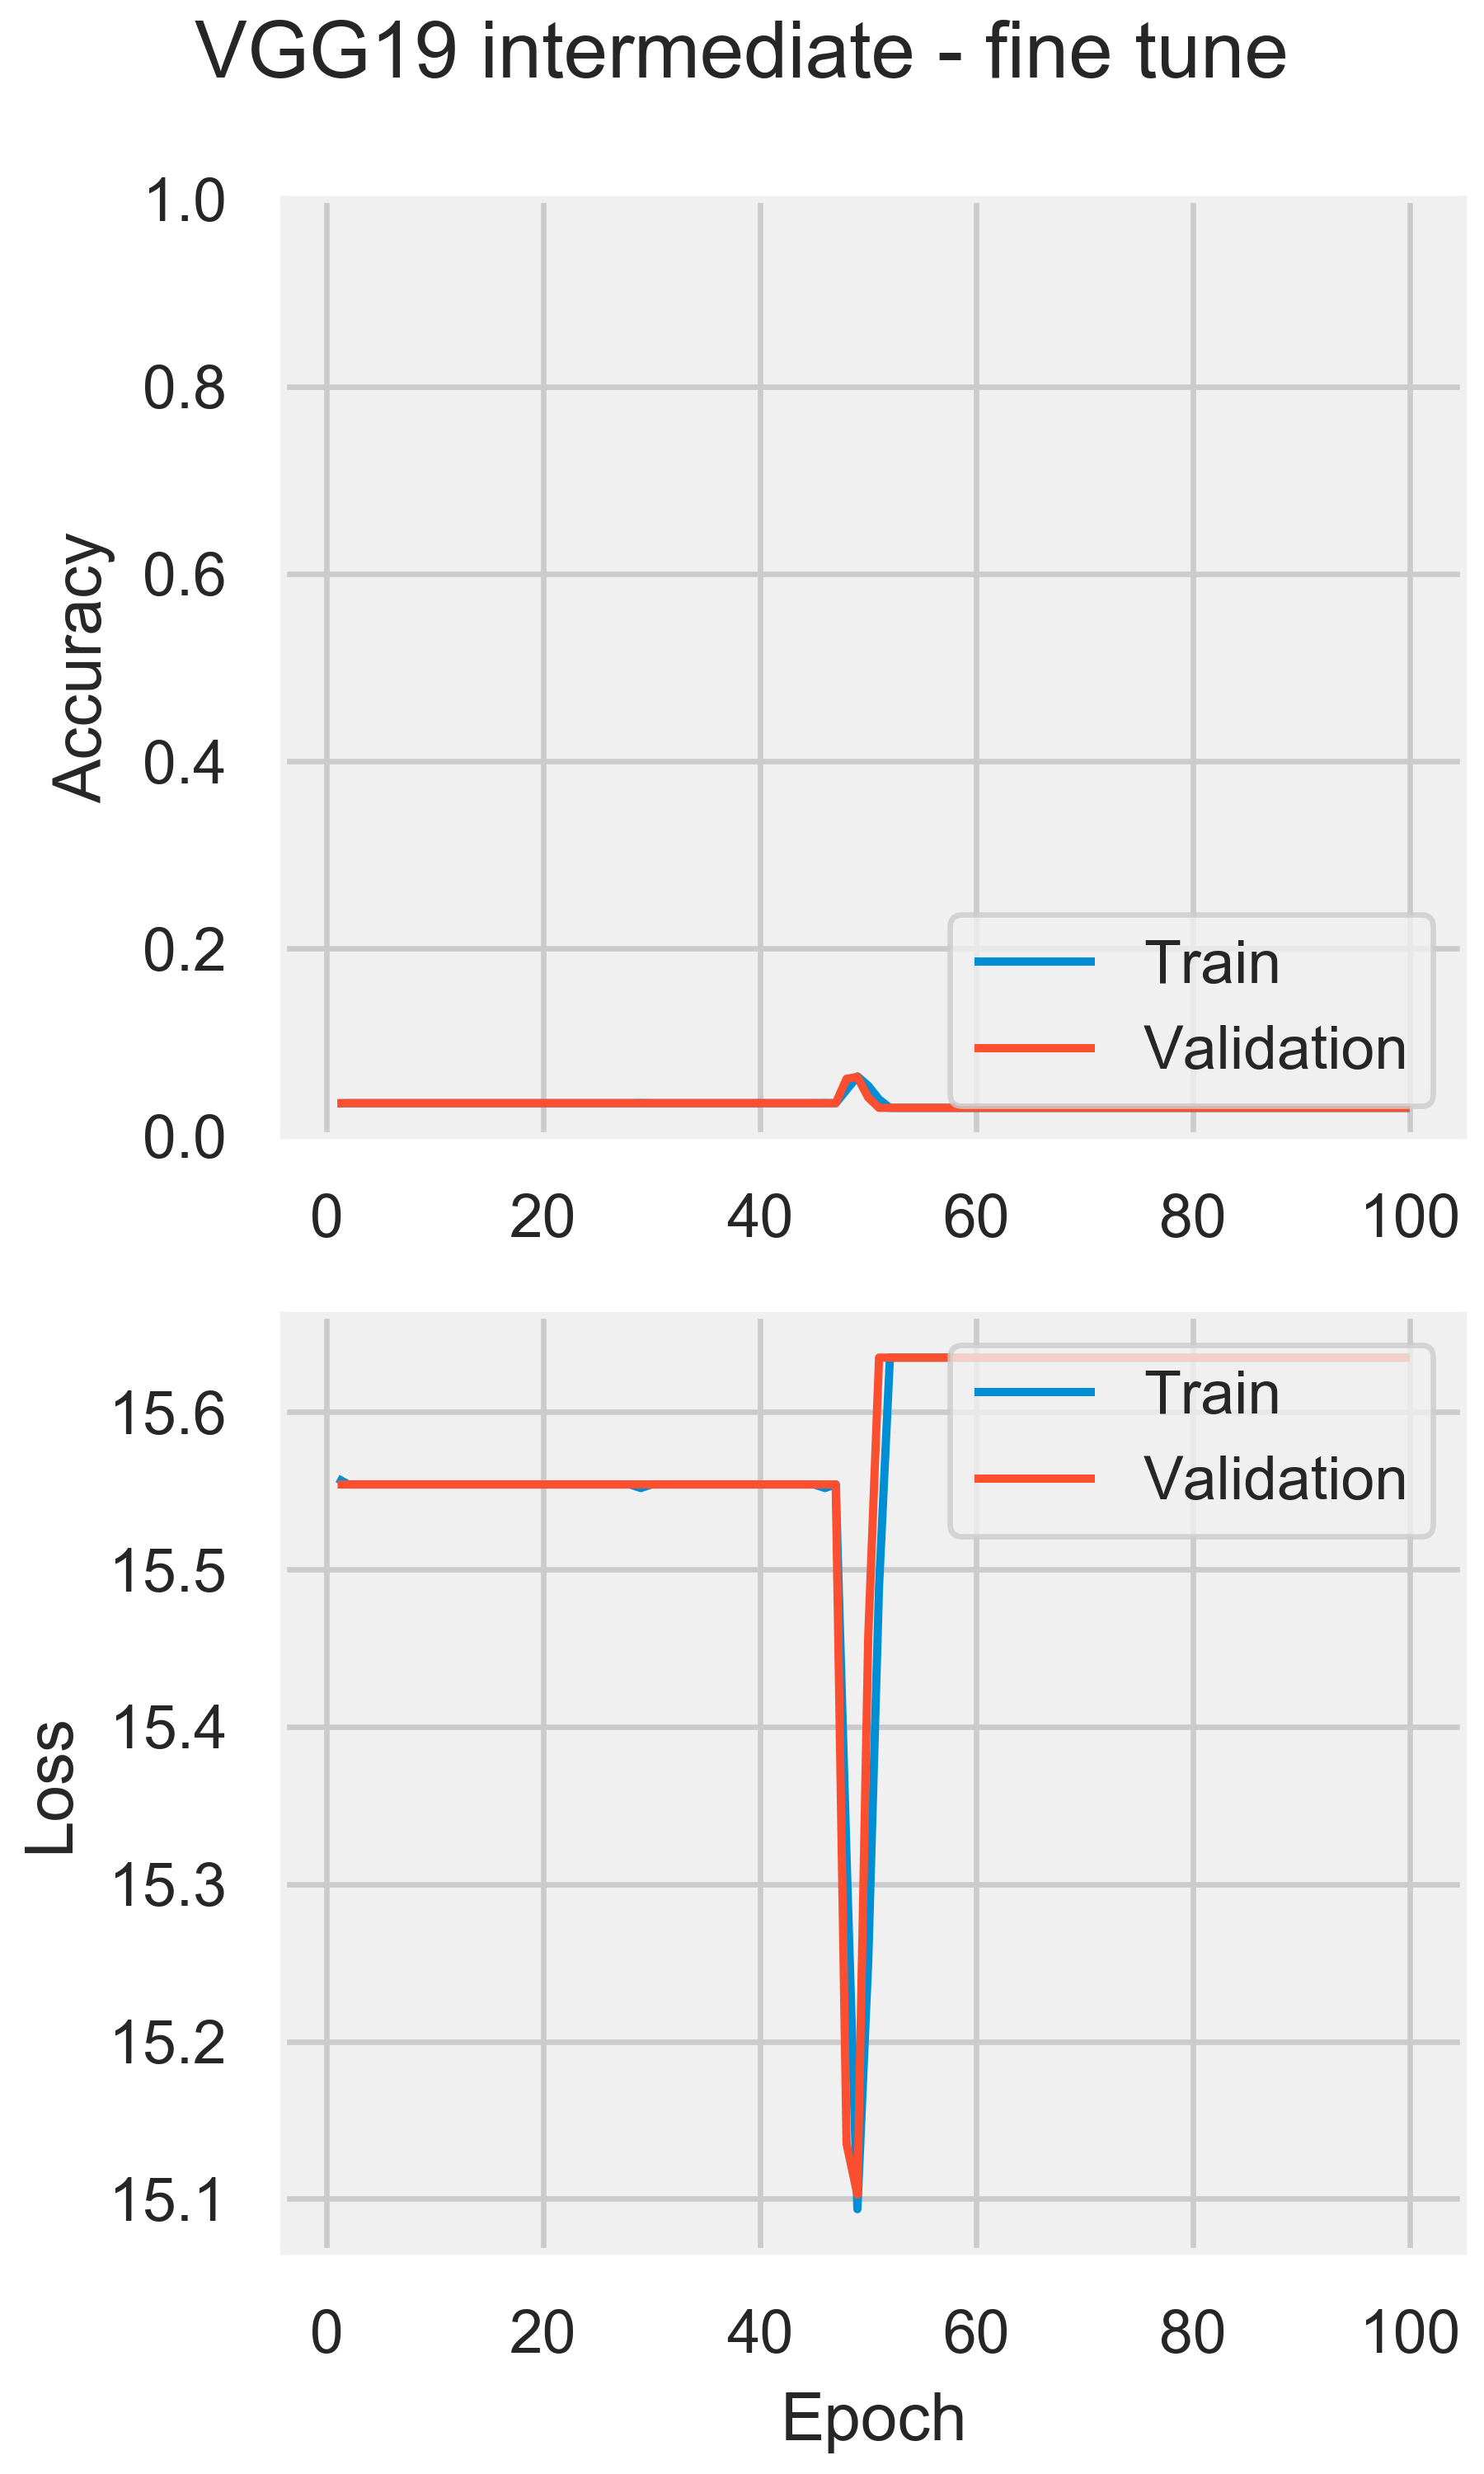 VGG19 intermediate - fine tune
1.0
0.8
0.6
0.4
0.2
0.0
Accuracy
Train
Validation
0 20 40 60 80 100
15.6
15.5
15.4
15.3
15.2
15.1
Loss
Train
Validation
0 20 40 60 80 100
Epoch